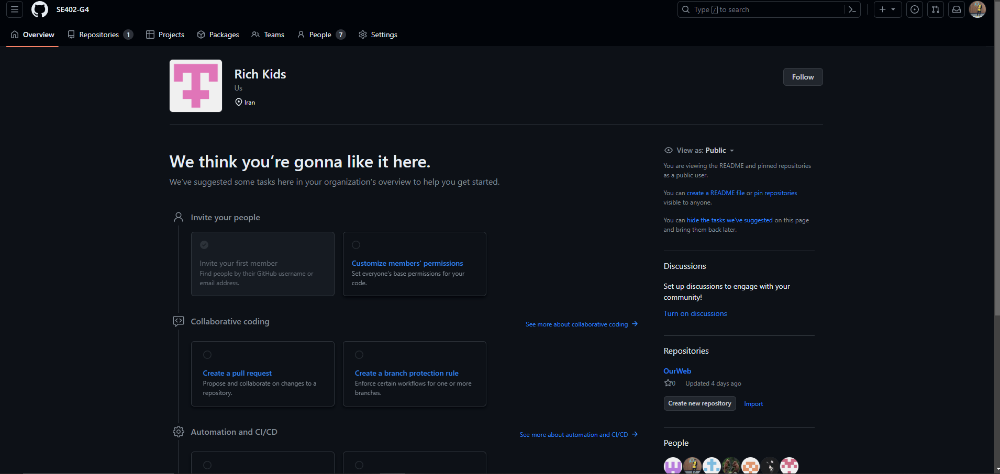 SE402-G4
Type / to search
Overview
Repositories 1
Projects
Packages
Teams
People 7
Settings
Rich Kids
Us
Iran
Follow
We think you’re gonna like it here.
We’ve suggested some tasks here in your organization's overview to help you get started.
Invite your people
Invite your first member
Find people by their GitHub username or
email address.
Customize members' permissions
Set everyone's base permissions for your
code.
Collaborative coding
See more about collaborative coding
Create a pull request
Propose and collaborate on changes to a
repository.
Create a branch protection rule
Enforce certain workflows for one or more
branches.
Automation and CI/CD
See more about automation and CI/CD
View as: Public
You are viewing the README and pinned repositories
as a public user.
You can create a README file or pin repositories
visible to anyone.
You can hide the tasks we've suggested on this page
and bring them back later.
Discussions
Set up discussions to engage with your
community!
Turn on discussions
Repositories
OurWeb
0 Updated 4 days ago
Create new repository
Import
People